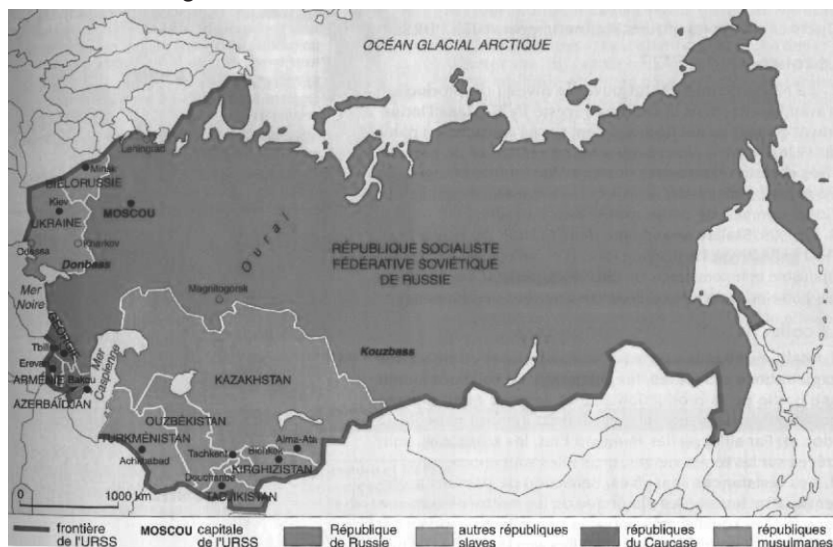 OCÉAN GLACIAL ARCTIQUE
Leningrad
Minsk
BIÉLORUSSIE
Kiev
MOSCOU
UKRAINE
Odessa
Kharkov
Donbass
Oural
Mer
Noire
Magnitogorsk
RÉPUBLIQUE SOCIALISTE
FÉDÉRATIVE SOVIÉTIQUE
DE RUSSIE
Kouzbass
GÉORGIE
Mer
Caspienne
ARMÉNIE
Bakou
AZERBAÏDJAN
KAZAKHSTAN
OUZBÉKISTAN
TURKMÉNISTAN
Achkhabad
Tachkent
Bichkek
Alma-Ata
KIRGHIZISTAN
Douchanbé
TADJIKISTAN
0 1000 km
frontière
de l'URSS
MOSCOU capitale
de l'URSS
République
de Russie
autres républiques
slaves
républiques
du Caucase
républiques
musulmanes